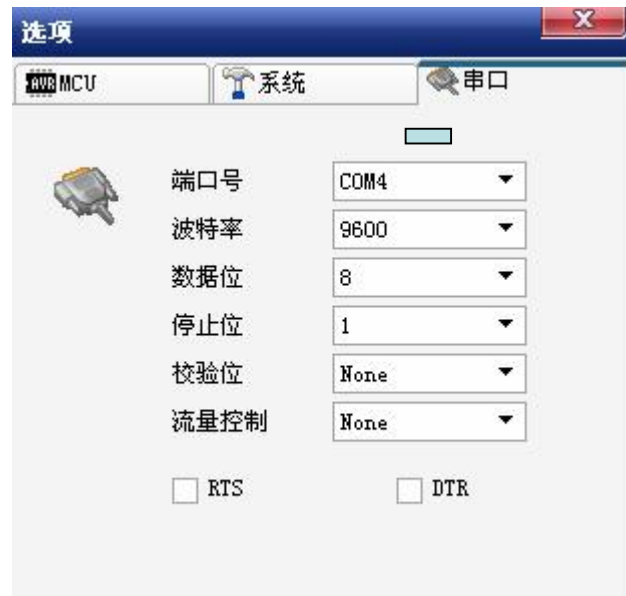 选项
AVR MCU 系统 串口
端口号 COM4
波特率 9600
数据位 8
停止位 1
校验位 None
流量控制 None
RTS DTR